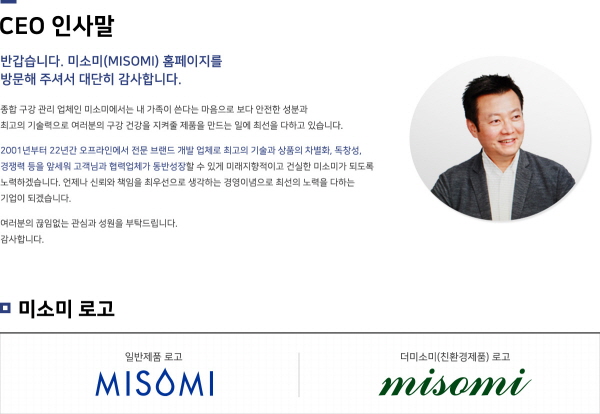 CEO 인사말
반갑습니다. 미소미(MISOMI) 홈페이지를
방문해 주셔서 대단히 감사합니다.
종합 구강 관리 업체인 미소미에서는 내 가족이 쓴다는 마음으로 보다 안전한 성분과
최고의 기술력으로 여러분의 구강 건강을 지켜줄 제품을 만드는 일에 최선을 다하고 있습니다.
2001년부터 22년간 오프라인에서 전문 브랜드 개발 업체로 최고의 기술과 상품의 차별화, 독창성,
경쟁력 등을 앞세워 고객님과 협력업체가 동반성장할 수 있게 미래지향적이고 건실한 미소미가 되도록
노력하겠습니다. 언제나 신뢰와 책임을 최우선으로 생각하는 경영이념으로 최선의 노력을 다하는
기업이 되겠습니다.
여러분의 끊임없는 관심과 성원을 부탁드립니다.
감사합니다.
미소미 로고
일반제품 로고
MISOMI
더미소미(친환경제품) 로고
misomi